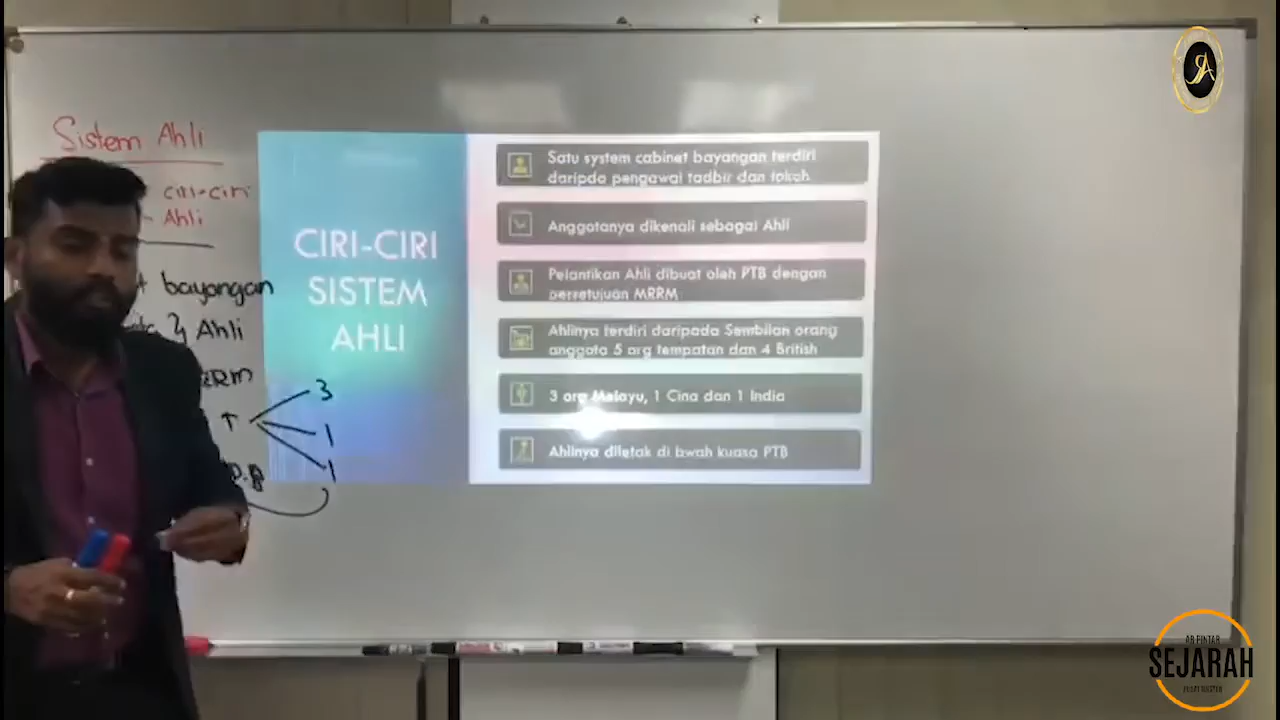 Sistem Ahli
ciri-ciri
- Ahli
bayangan
Ahli
T
3
1
1
CIRI-CIRI
SISTEM
AHLI
Satu system cabinet bayangan terdiri
daripda pengawai tadbir dan tokoh
Anggotanya dikenali sebagai Ahli
Pelantikan Ahli dibuat oleh PTB dengan
persetujuan MRRM
Ahlinya terdiri daripada Sembilan orang
anggota 5 org tempatan dan 4 British
3 org Melayu, 1 Cina dan 1 India
Ahlinya diletak di bwah kuasa PTB
SEJARAH